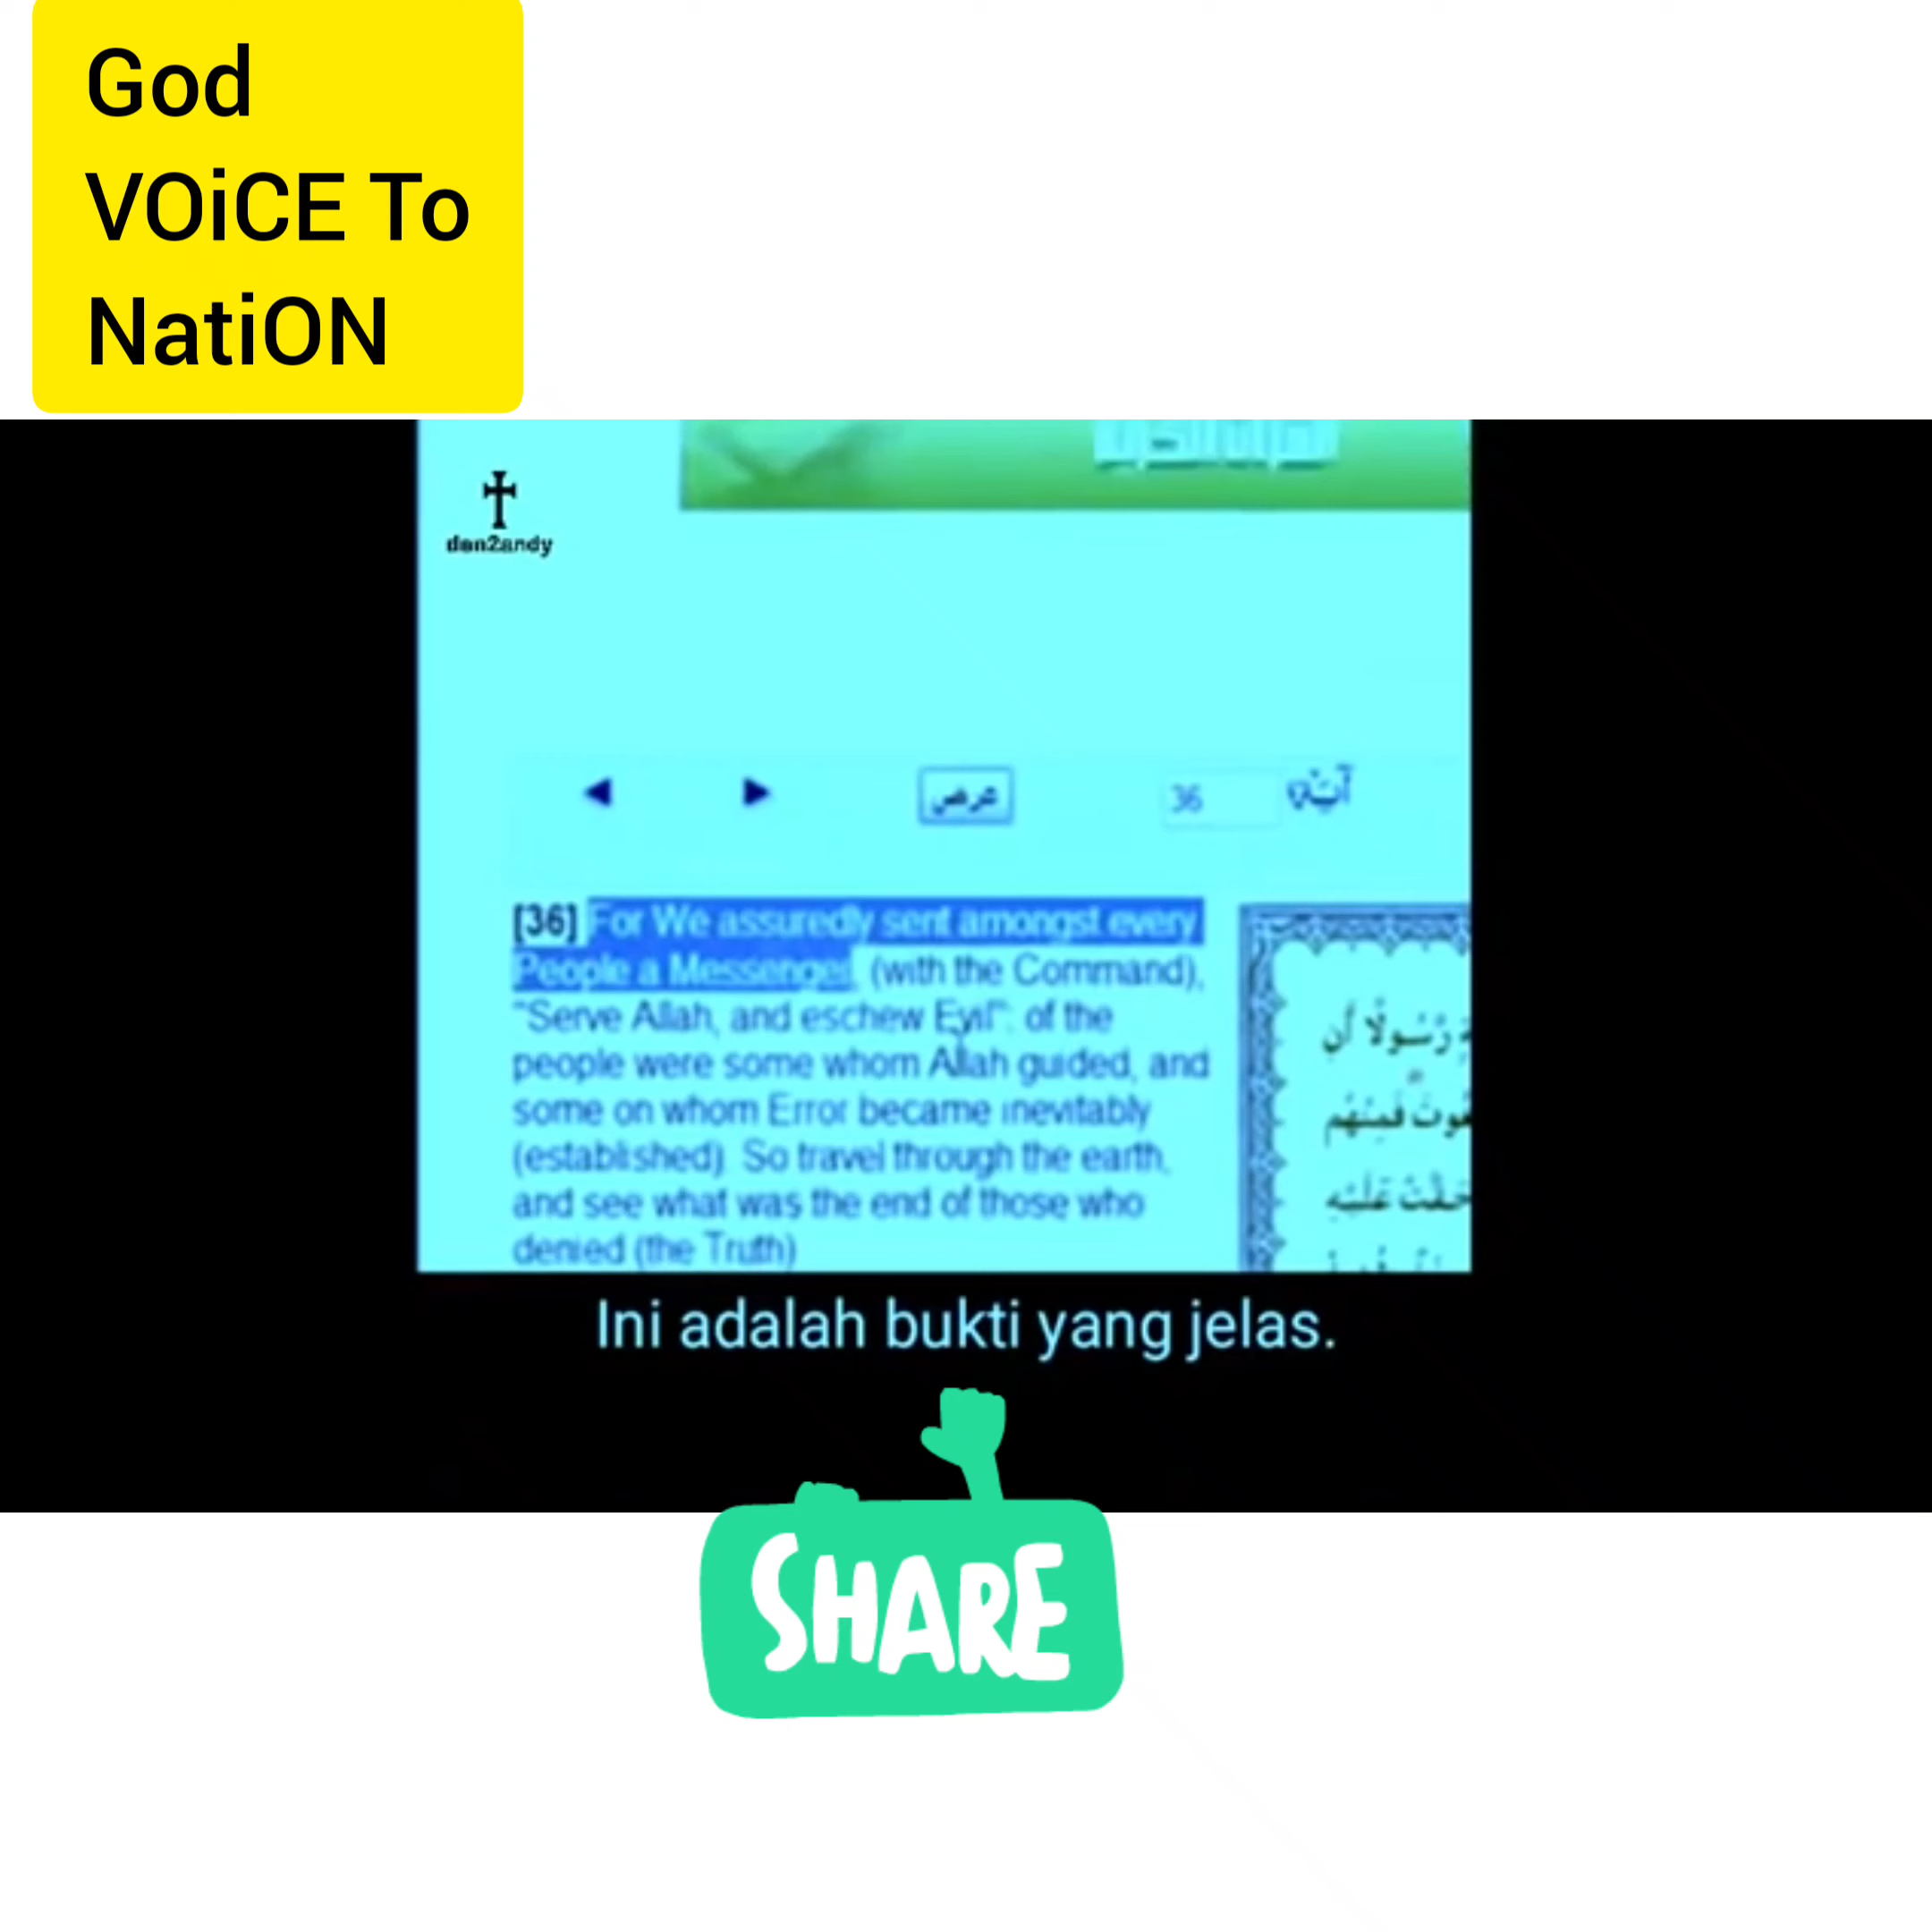 God
VOiCE To
NatiON
den2andy
عرض
36
آية
[36] For We assuredly sent amongst every
People a Messenger, (with the Command),
"Serve Allah, and eschew Evil": of the
people were some whom Allah guided, and
some on whom Error became inevitably
(established). So travel through the earth,
and see what was the end of those who
denied (the Truth)
رَّسُولًا أَنِ
فَمِنْهُم
حَقَّتْ عَلَيْهِ
Ini adalah bukti yang jelas.
SHARE